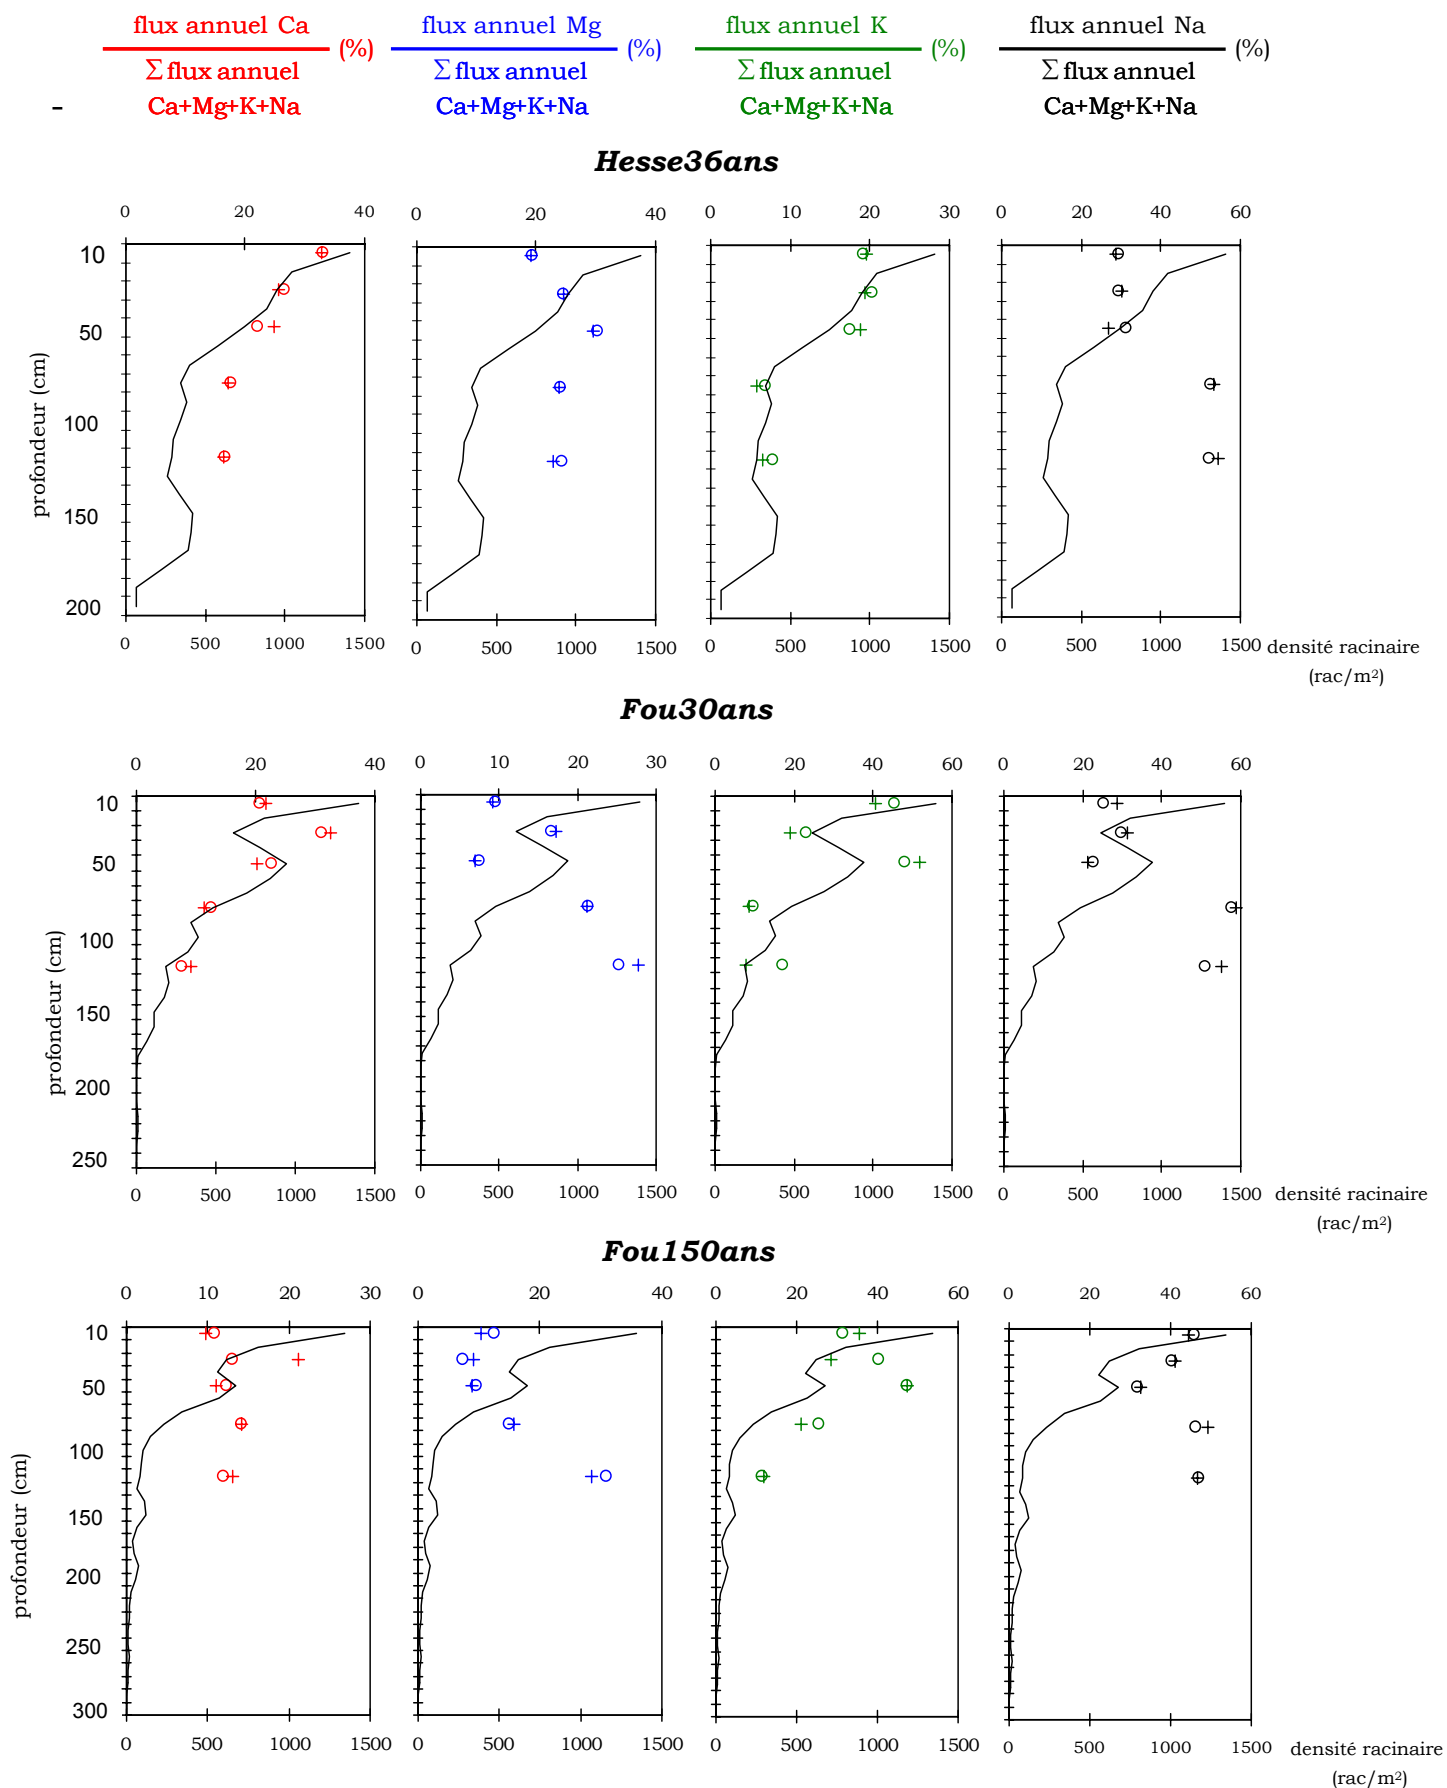 flux annuel Ca flux annuel Mg flux annuel K flux annuel Na
(%) (%) (%) (%)
Σ flux annuel Σ flux annuel Σ flux annuel Σ flux annuel
- Ca+Mg+K+Na Ca+Mg+K+Na Ca+Mg+K+Na Ca+Mg+K+Na
Hesse36ans
0 20 40 0 20 40 0 10 20 30 0 20 40 60
10
50
100
150
200
profondeur (cm)
0 500 1000 1500 0 500 1000 1500 0 500 1000 1500 0 500 1000 1500 densité racinaire
(rac/m²)
Fou30ans
0 20 40 0 10 20 30 0 20 40 60 0 20 40 60
10
50
100
150
200
250
profondeur (cm)
0 500 1000 1500 0 500 1000 1500 0 500 1000 1500 0 500 1000 1500 densité racinaire
(rac/m²)
Fou150ans
0 10 20 30 0 20 40 0 20 40 60 0 20 40 60
10
50
100
150
200
250
300
profondeur (cm)
0 500 1000 1500 0 500 1000 1500 0 500 1000 1500 0 500 1000 1500 densité racinaire
(rac/m²)